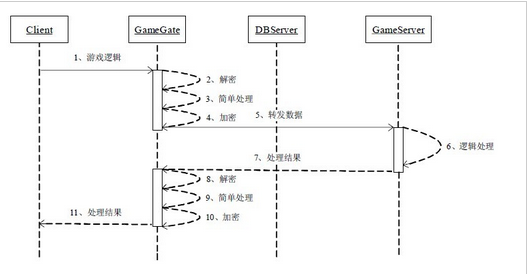 Client
GameGate
DBServer
GameServer
1、游戏逻辑
2、解密
3、简单处理
4、加密
5、转发数据
6、逻辑处理
7、处理结果
8、解密
9、简单处理
10、加密
11、处理结果